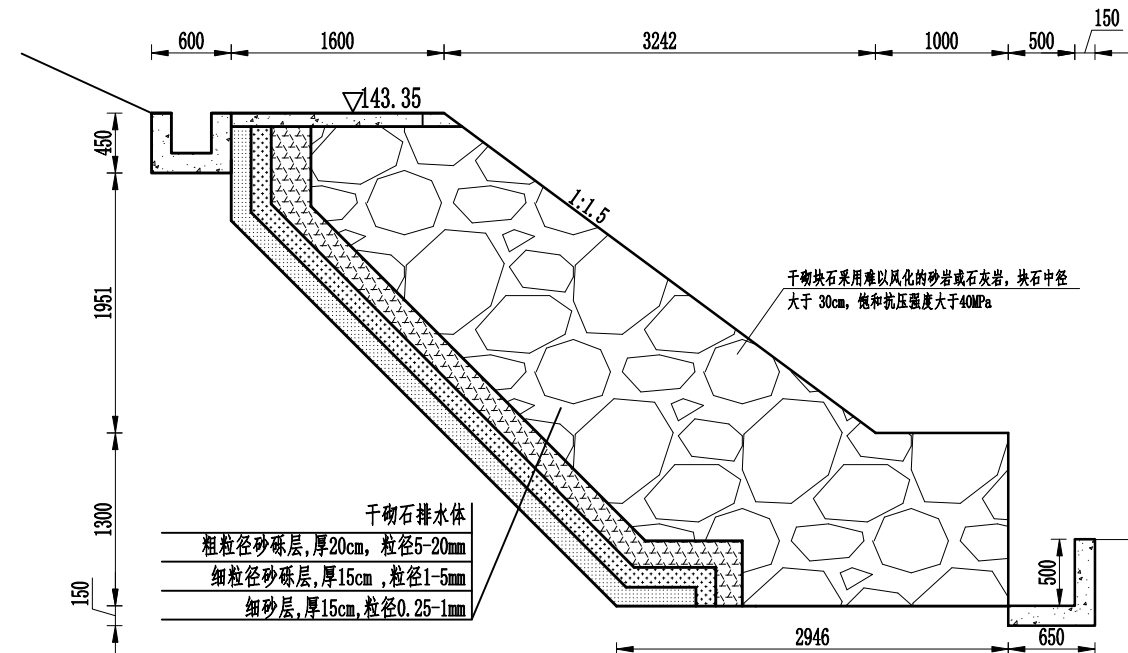 150
600
1600
3242
1000
500
143.35
450
1:1.5
干砌块石采用难以风化的砂岩或石灰岩，块石中径
大于 30cm，饱和抗压强度大于40MPa
1951
1300
干砌石排水体
粗粒径砂砾层,厚20cm，粒径5-20mm
细粒径砂砾层,厚15cm ,粒径1-5mm
细砂层,厚15cm,粒径0.25-1mm
500
150
2946
650